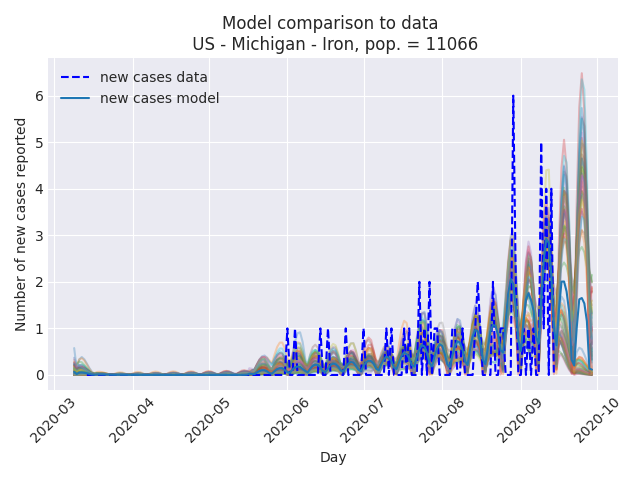 Model comparison to data
US - Michigan - Iron, pop. = 11066
new cases data
new cases model
Number of new cases reported
6
5
4
3
2
1
0
2020-03
2020-04
2020-05
2020-06
2020-07
2020-08
2020-09
2020-10
Day